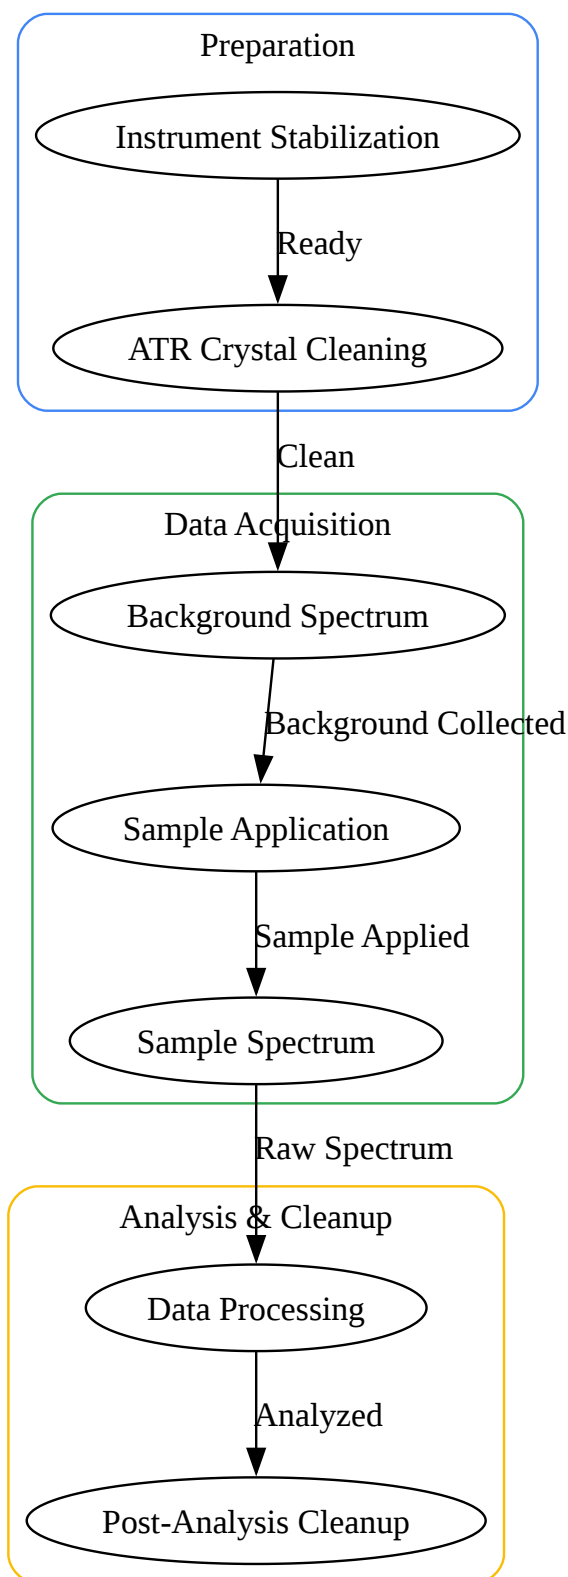 Preparation
Instrument Stabilization
Ready
ATR Crystal Cleaning
Clean
Data Acquisition
Background Spectrum
Background Collected
Sample Application
Sample Applied
Sample Spectrum
Raw Spectrum
Analysis & Cleanup
Data Processing
Analyzed
Post-Analysis Cleanup